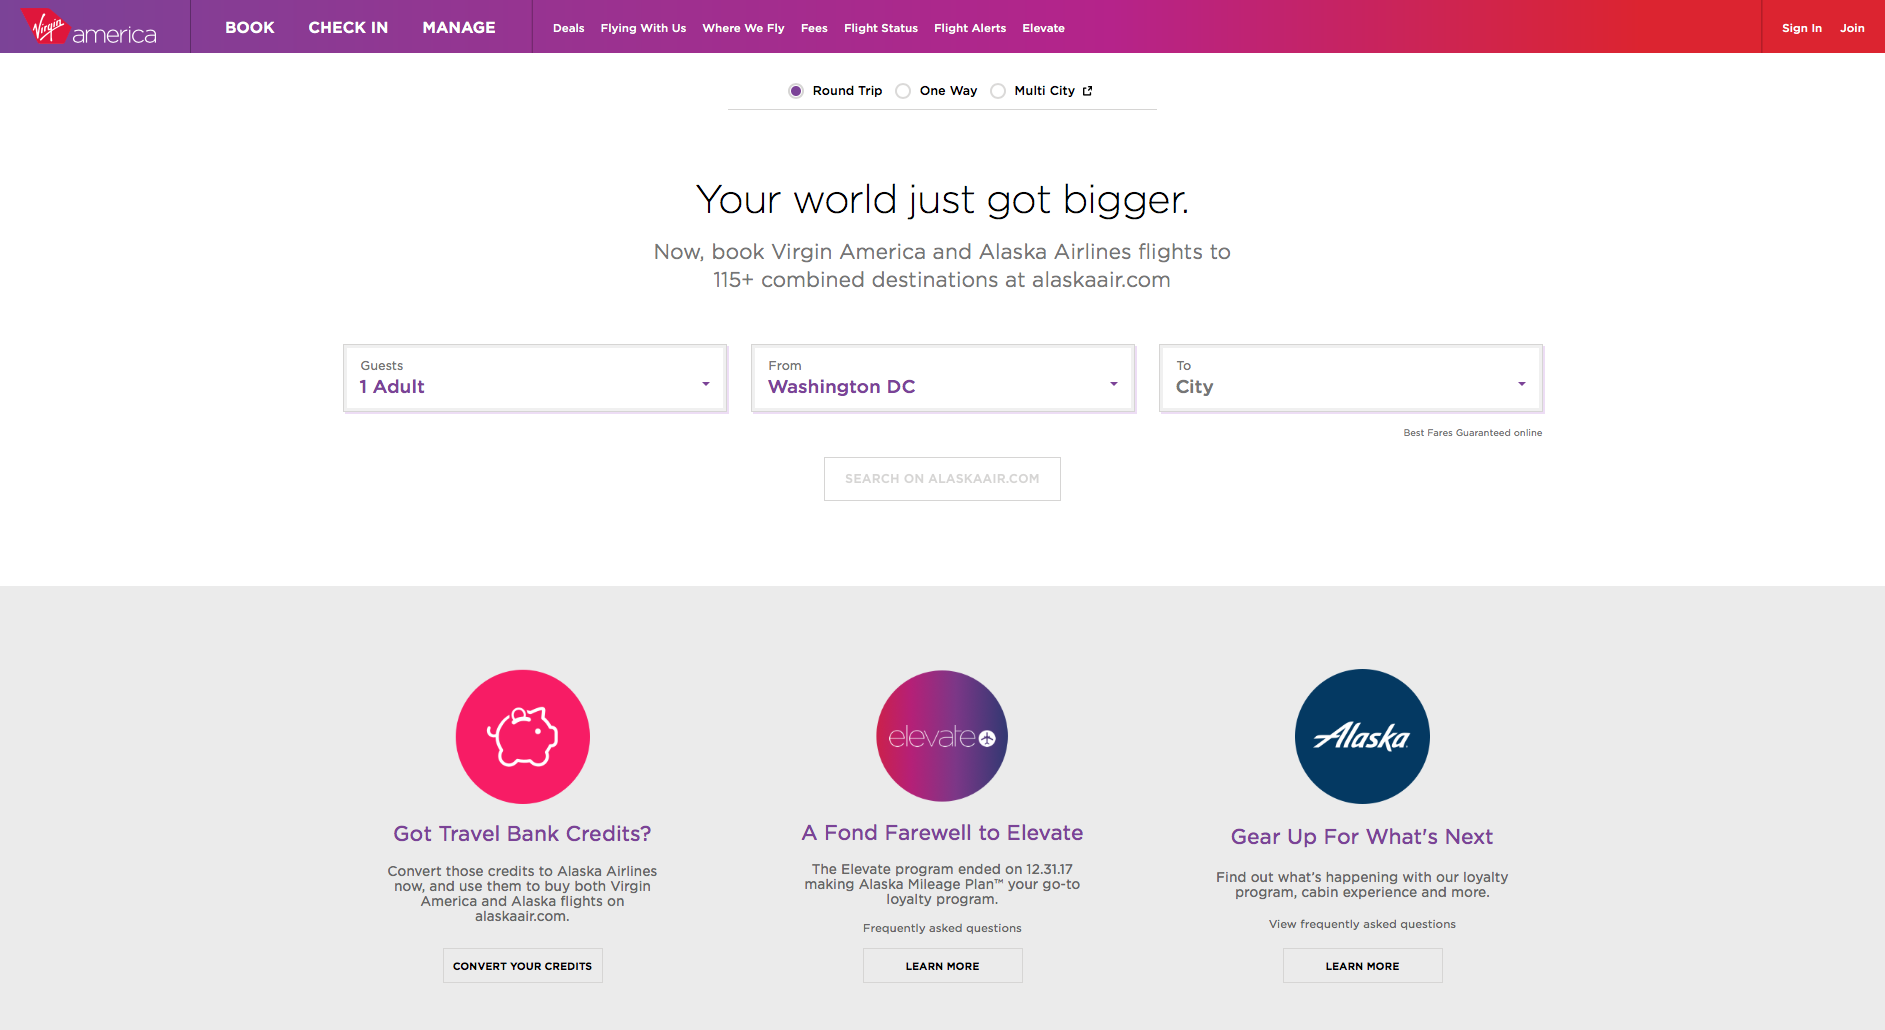 Virgin america
BOOK CHECK IN MANAGE Deals Flying With Us Where We Fly Fees Flight Status Flight Alerts Elevate Sign In Join
Round Trip One Way Multi City
Your world just got bigger.
Now, book Virgin America and Alaska Airlines flights to
115+ combined destinations at alaskaair.com
Guests
1 Adult
From
Washington DC
To
City
Best Fares Guaranteed online
SEARCH ON ALASKAAIR.COM
Got Travel Bank Credits?
Convert those credits to Alaska Airlines
now, and use them to buy both Virgin
America and Alaska flights on
alaskaair.com.
CONVERT YOUR CREDITS
elevate
A Fond Farewell to Elevate
The Elevate program ended on 12.31.17
making Alaska Mileage Plan™ your go-to
loyalty program.
Frequently asked questions
LEARN MORE
Alaska
Gear Up For What's Next
Find out what's happening with our loyalty
program, cabin experience and more.
View frequently asked questions
LEARN MORE